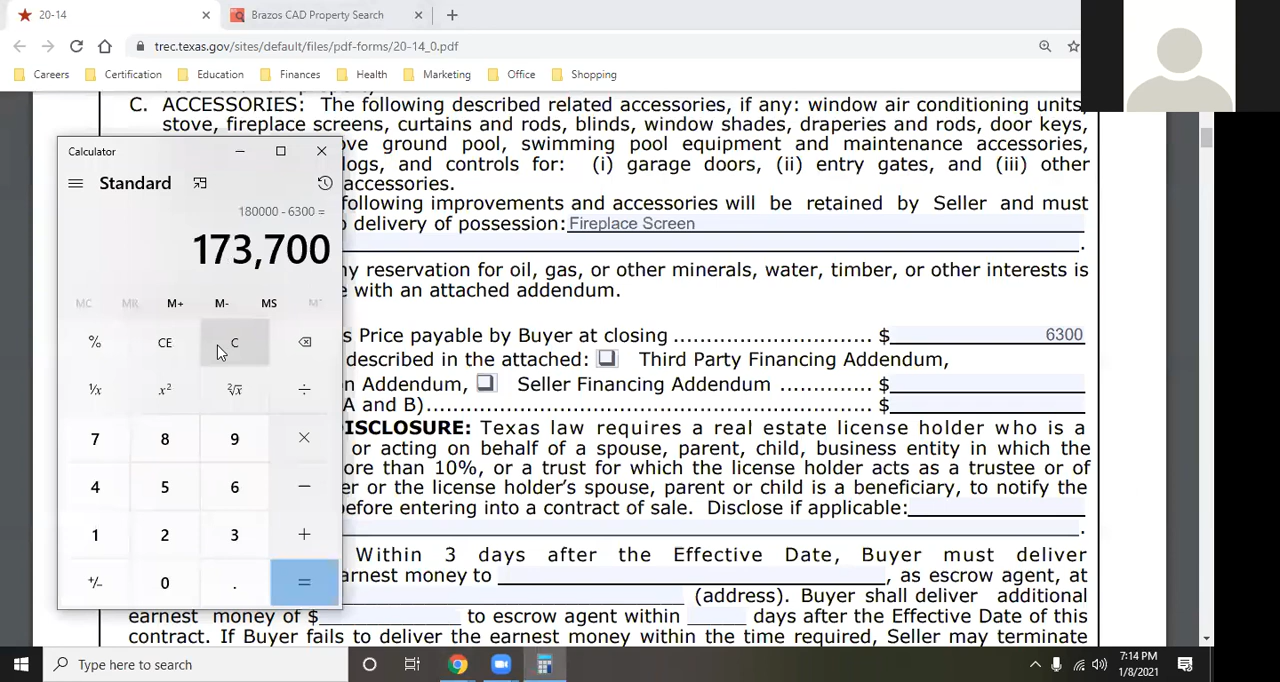 20-14
Brazos CAD Property Search
trec.texas.gov/sites/default/files/pdf-forms/20-14_0.pdf
Careers Certification Education Finances Health Marketing Office Shopping
C. ACCESSORIES: The following described related accessories, if any: window air conditioning units,
stove, fireplace screens, curtains and rods, blinds, window shades, draperies and rods, door keys,
ve ground pool, swimming pool equipment and maintenance accessories,
logs, and controls for: (i) garage doors, (ii) entry gates, and (iii) other
accessories.
following improvements and accessories will be retained by Seller and must
delivery of possession: Fireplace Screen
.
ny reservation for oil, gas, or other minerals, water, timber, or other interests is
e with an attached addendum.
s Price payable by Buyer at closing ................................ $ 6300
described in the attached: Third Party Financing Addendum,
n Addendum, Seller Financing Addendum .............. $
A and B)................................................................ $
DISCLOSURE: Texas law requires a real estate license holder who is a
or acting on behalf of a spouse, parent, child, business entity in which the
ore than 10%, or a trust for which the license holder acts as a trustee or of
er or the license holder's spouse, parent or child is a beneficiary, to notify the
before entering into a contract of sale. Disclose if applicable:
.
Within 3 days after the Effective Date, Buyer must deliver
arnest money to , as escrow agent, at
(address). Buyer shall deliver additional
earnest money of $ to escrow agent within days after the Effective Date of this
contract. If Buyer fails to deliver the earnest money within the time required, Seller may terminate
Calculator
Standard
180000 - 6300 =
173,700
MC MR M+ M- MS
% CE C
¹/x x² ²√x ÷
7 8 9 ×
4 5 6 −
1 2 3 +
+/− 0 . =
Type here to search
7:14 PM
1/8/2021